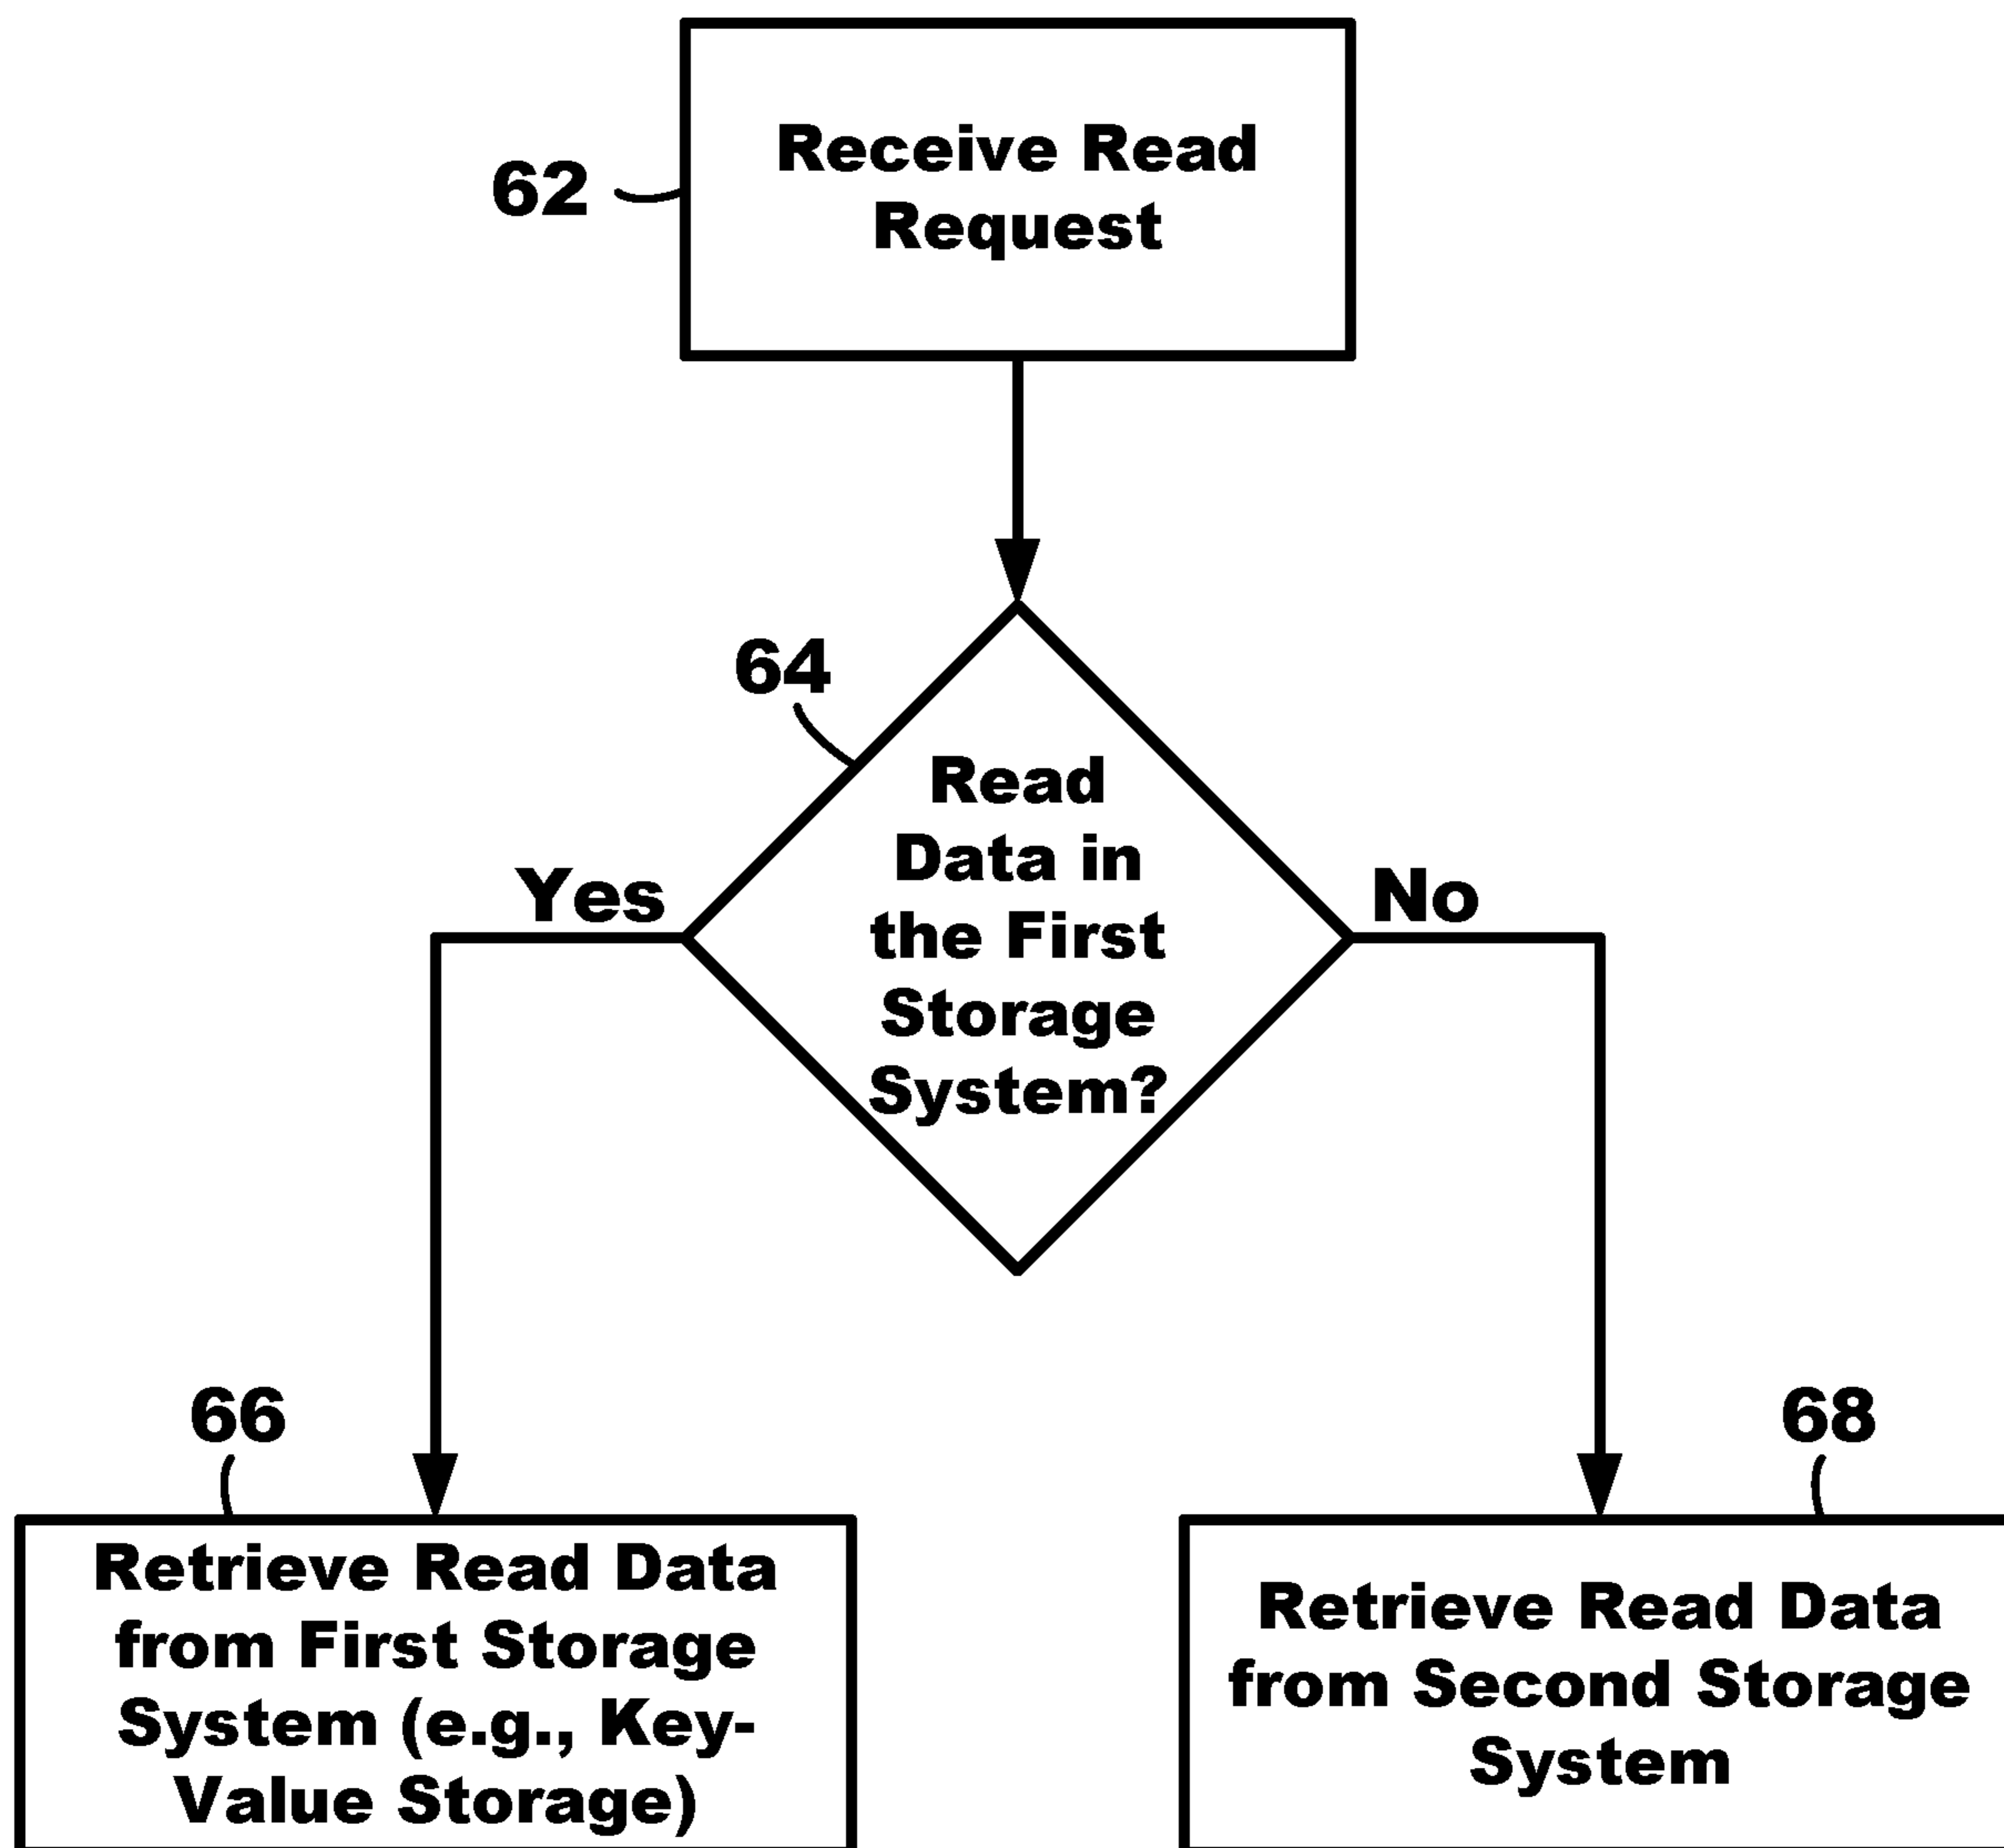 Receive Read
Request
62
64
Read
Data in
the First
Storage
System?
Yes
No
66
68
Retrieve Read Data
from First Storage
System (e.g., Key-
Value Storage)
Retrieve Read Data
from Second Storage
System